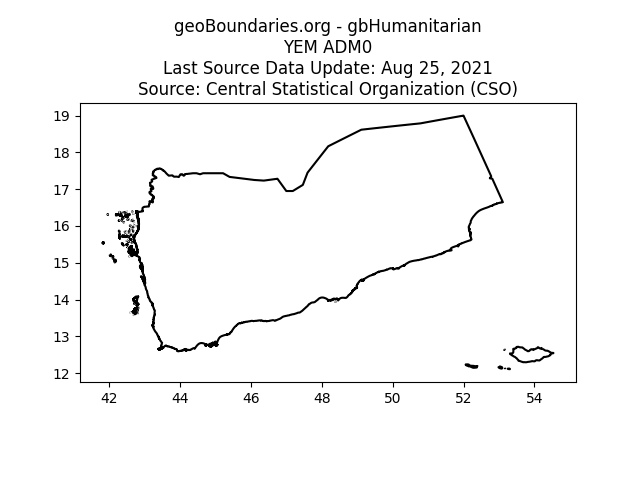 geoBoundaries.org - gbHumanitarian
YEM ADM0
Last Source Data Update: Aug 25, 2021
Source: Central Statistical Organization (CSO)
19
18
17
16
15
14
13
12
42 44 46 48 50 52 54